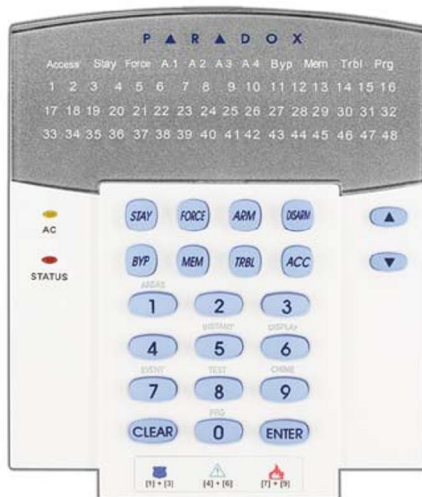 PARADOX
Access Stay Force A1 A2 A3 A4 Byp Mem Trbl Prg
1 2 3 4 5 6 7 8 9 10 11 12 13 14 15 16
17 18 19 20 21 22 23 24 25 26 27 28 29 30 31 32
33 34 35 36 37 38 39 40 41 42 43 44 45 46 47 48
STAY FORCE ARM DISARM
AC
BYP MEM TRBL ACC
STATUS
AREAS
1 2 3
INSTANT DISPLAY
4 5 6
EVENT TEST CHIME
7 8 9
PRG
CLEAR 0 ENTER
[1] + [3] [4] + [6] [7] + [9]